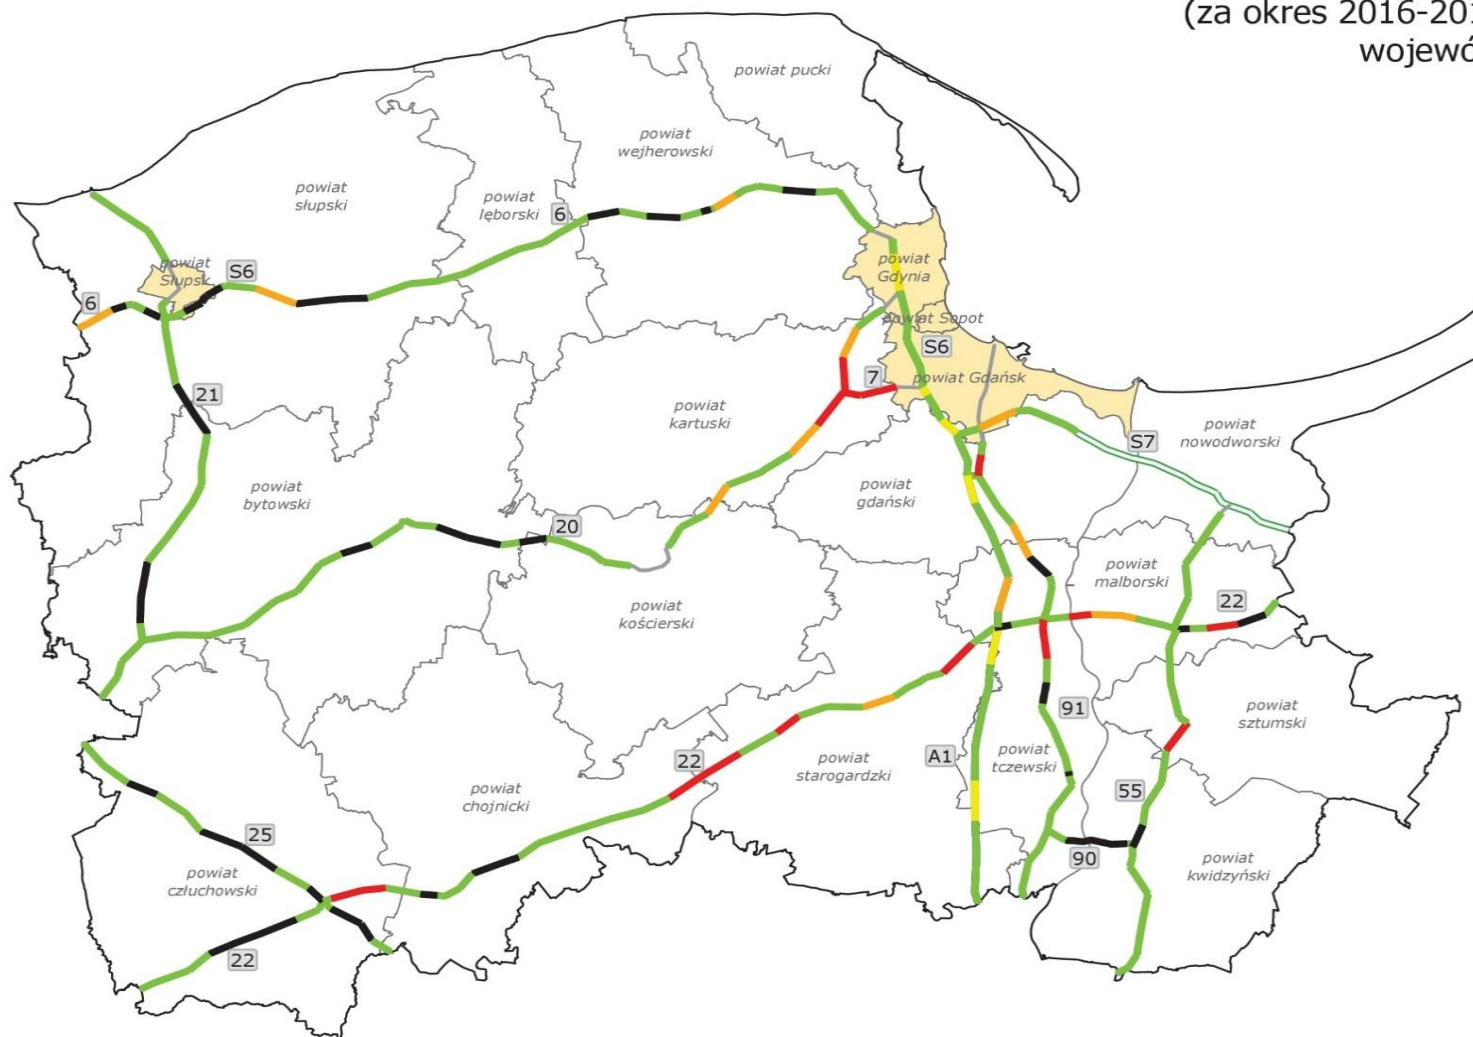 (za okres 2016-201
wojewó
powiat pucki
powiat
wejherowski
powiat
słupski
powiat
lęborski
6
powiat
Słupsk
S6
6
powiat
Gdynia
powiat Sopot
S6
7
powiat Gdańsk
21
powiat
kartuski
powiat
nowodworski
S7
powiat
bytowski
powiat
gdański
20
powiat
malborski
22
powiat
kościerski
91
powiat
sztumski
A1
powiat
tczewski
22
powiat
starogardzki
55
powiat
chojnicki
25
90
powiat
kwidzyński
powiat
człuchowski
22